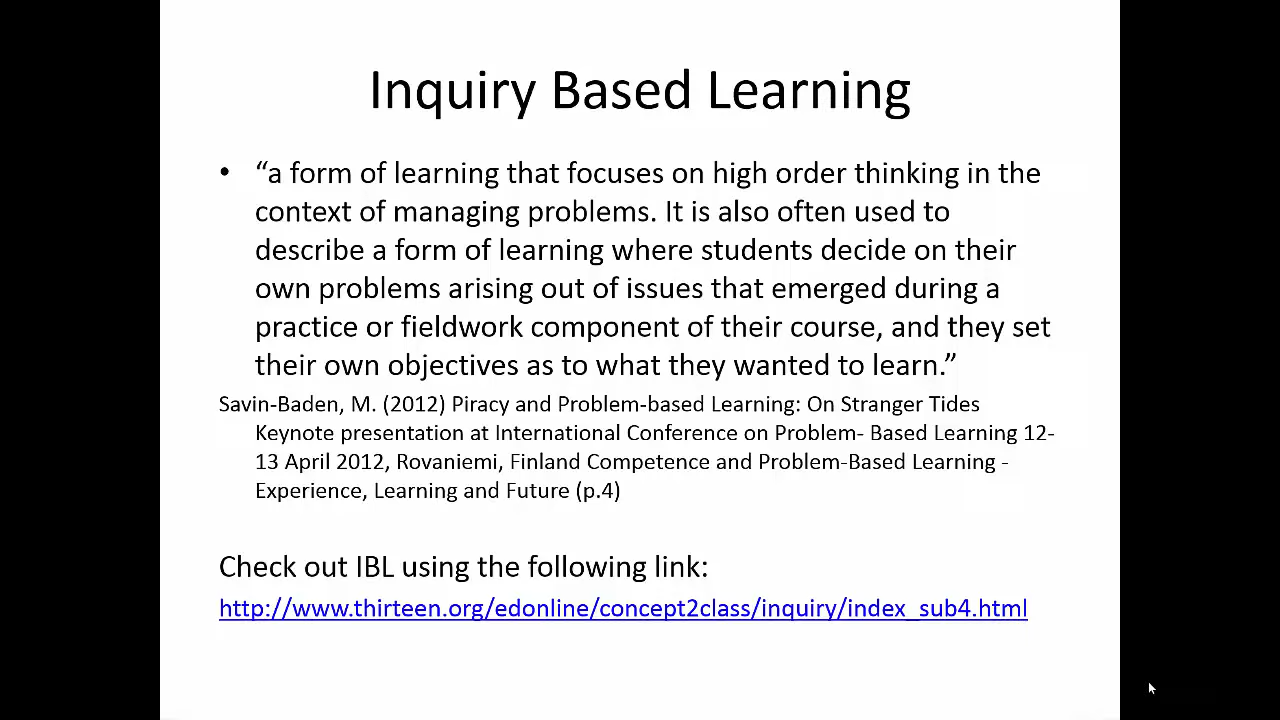 Inquiry Based Learning
• “a form of learning that focuses on high order thinking in the
context of managing problems. It is also often used to
describe a form of learning where students decide on their
own problems arising out of issues that emerged during a
practice or fieldwork component of their course, and they set
their own objectives as to what they wanted to learn.”
Savin-Baden, M. (2012) Piracy and Problem-based Learning: On Stranger Tides
Keynote presentation at International Conference on Problem- Based Learning 12-
13 April 2012, Rovaniemi, Finland Competence and Problem-Based Learning -
Experience, Learning and Future (p.4)
Check out IBL using the following link:
http://www.thirteen.org/edonline/concept2class/inquiry/index_sub4.html